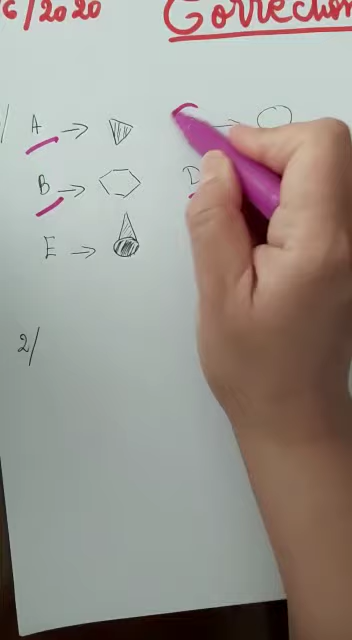 6/2020 Correction
/ A →
B → D
E →
2/